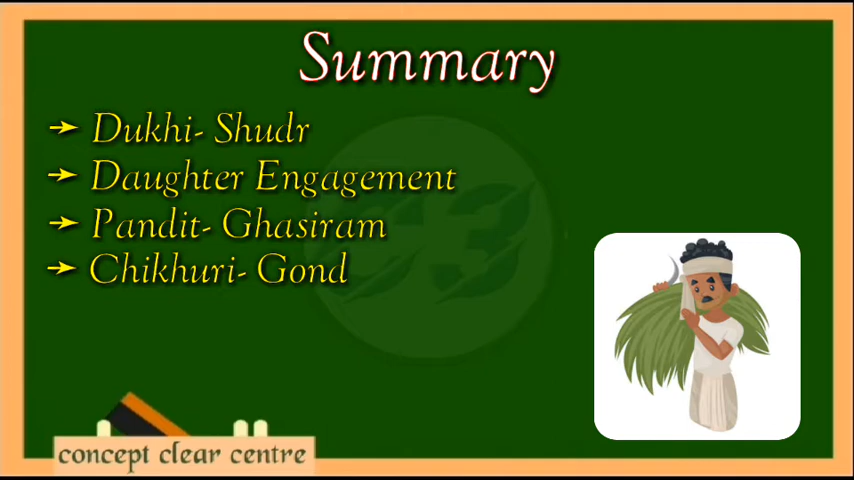 Summary
→ Dukhi- Shudr
→ Daughter Engagement
→ Pandit- Ghasiram
→ Chikhuri- Gond
concept clear centre